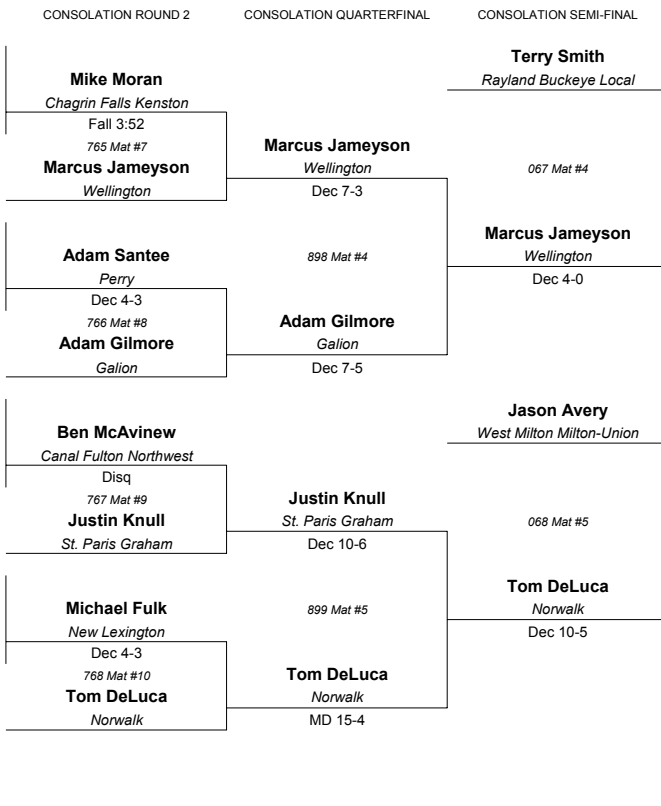 CONSOLATION ROUND 2
CONSOLATION QUARTERFINAL
CONSOLATION SEMI-FINAL
Mike Moran
Chagrin Falls Kenston
Fall 3:52
765 Mat #7
Marcus Jameyson
Wellington
Adam Santee
Perry
Dec 4-3
766 Mat #8
Adam Gilmore
Galion
Ben McAvinew
Canal Fulton Northwest
Disq
767 Mat #9
Justin Knull
St. Paris Graham
Michael Fulk
New Lexington
Dec 4-3
768 Mat #10
Tom DeLuca
Norwalk
Marcus Jameyson
Wellington
Dec 7-3
898 Mat #4
Adam Gilmore
Galion
Dec 7-5
Justin Knull
St. Paris Graham
Dec 10-6
899 Mat #5
Tom DeLuca
Norwalk
MD 15-4
Terry Smith
Rayland Buckeye Local
067 Mat #4
Marcus Jameyson
Wellington
Dec 4-0
Jason Avery
West Milton Milton-Union
068 Mat #5
Tom DeLuca
Norwalk
Dec 10-5